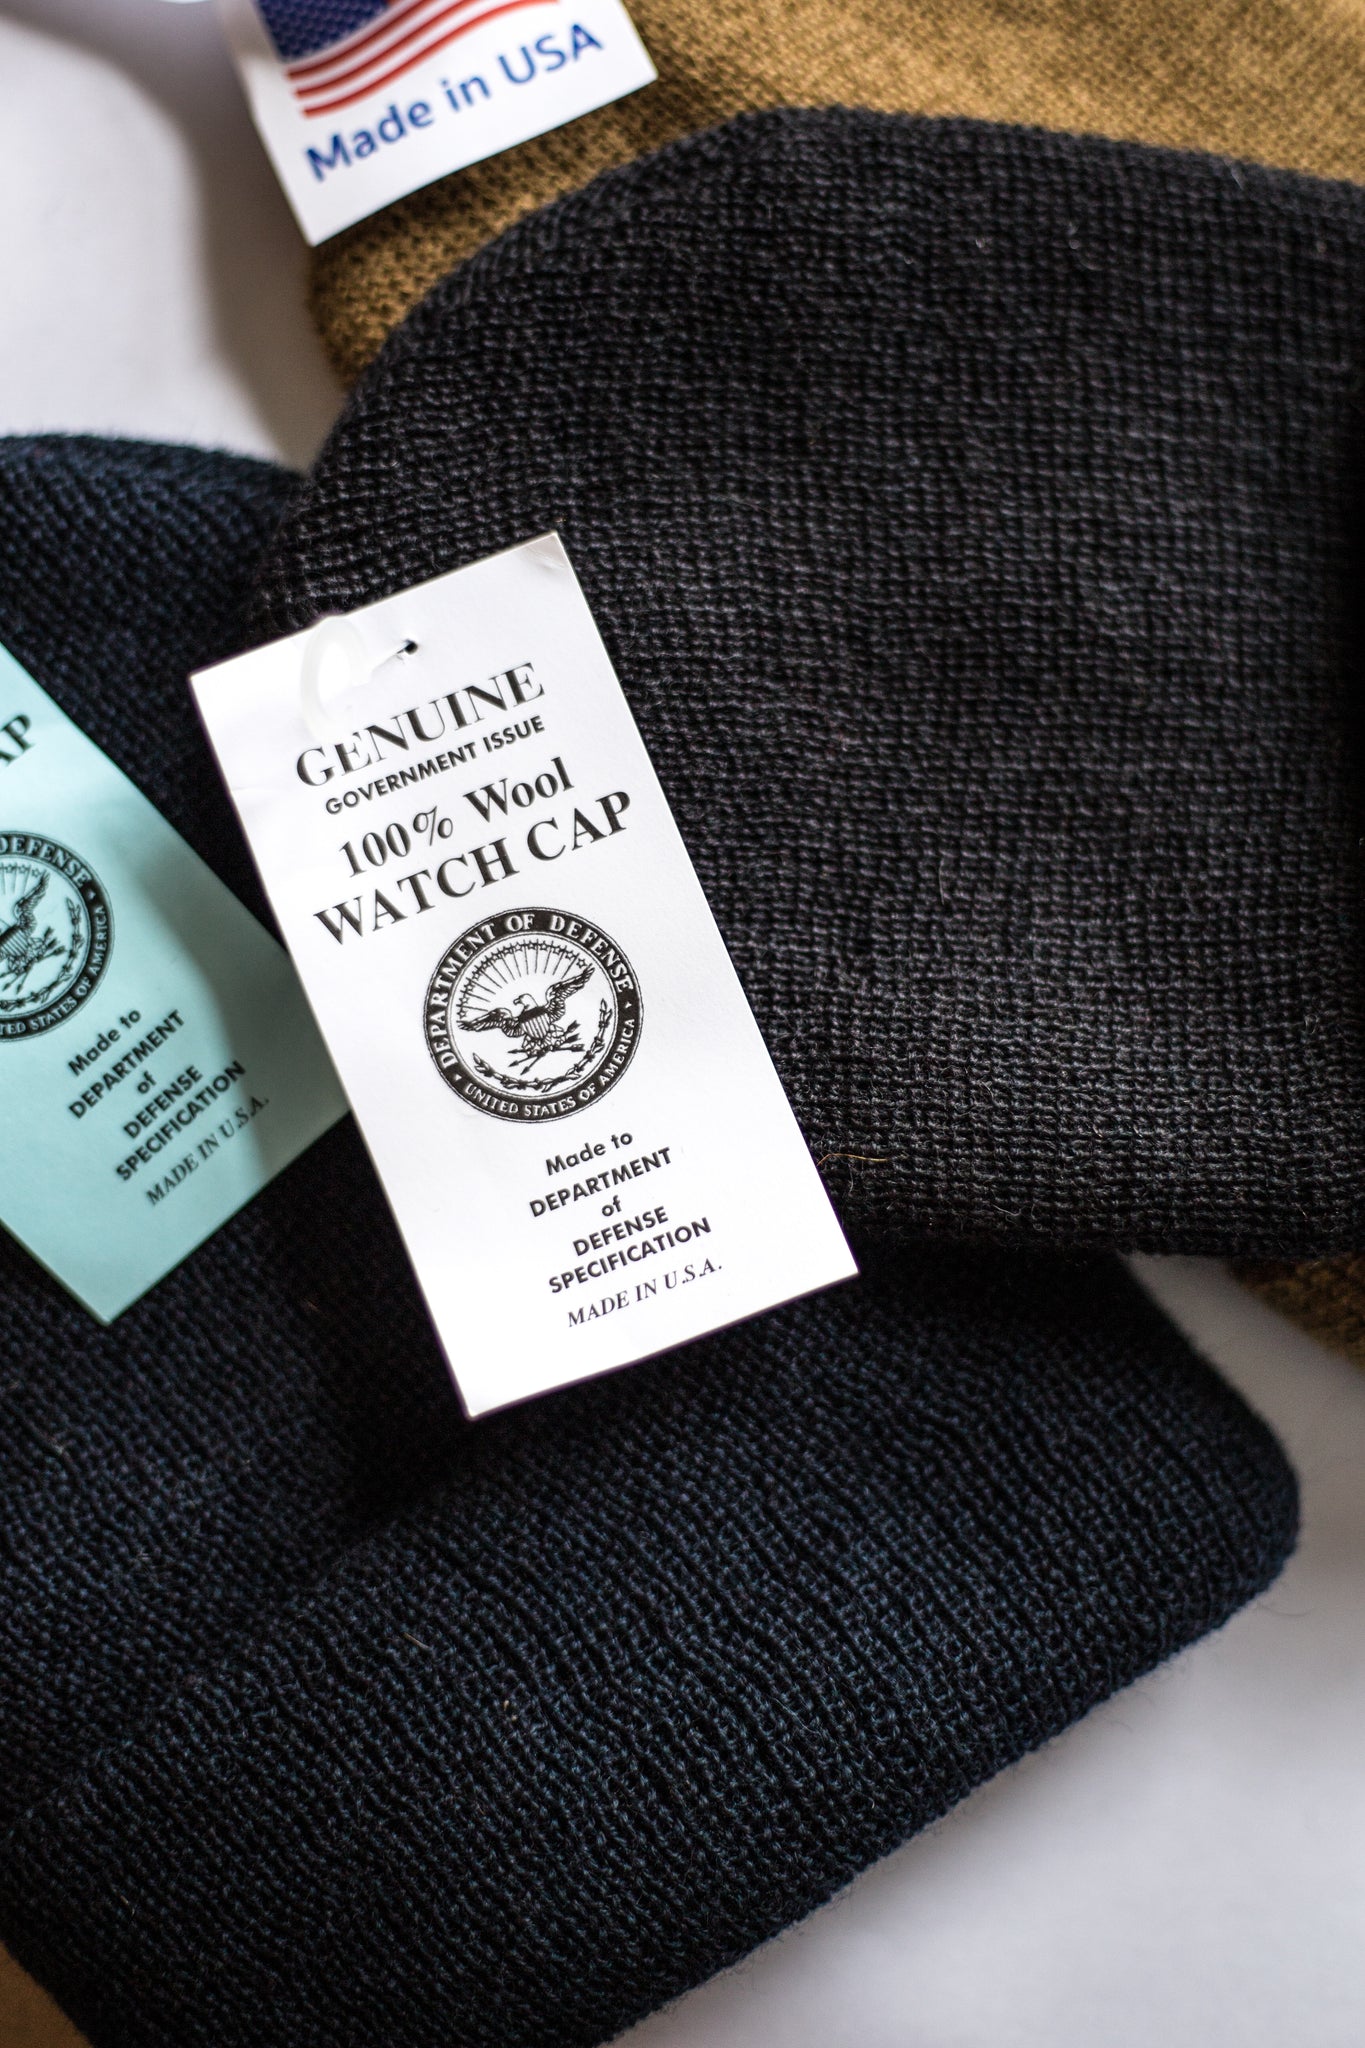 Made in USA
GENUINE
GOVERNMENT ISSUE
100% Wool
WATCH CAP
DEPARTMENT OF DEFENSE
UNITED STATES OF AMERICA
Made to
DEPARTMENT
of
DEFENSE
SPECIFICATION
MADE IN U.S.A.
AP
DEFENSE
TED STATES OF AMERICA
Made to
DEPARTMENT
of
DEFENSE
SPECIFICATION
MADE IN U.S.A.